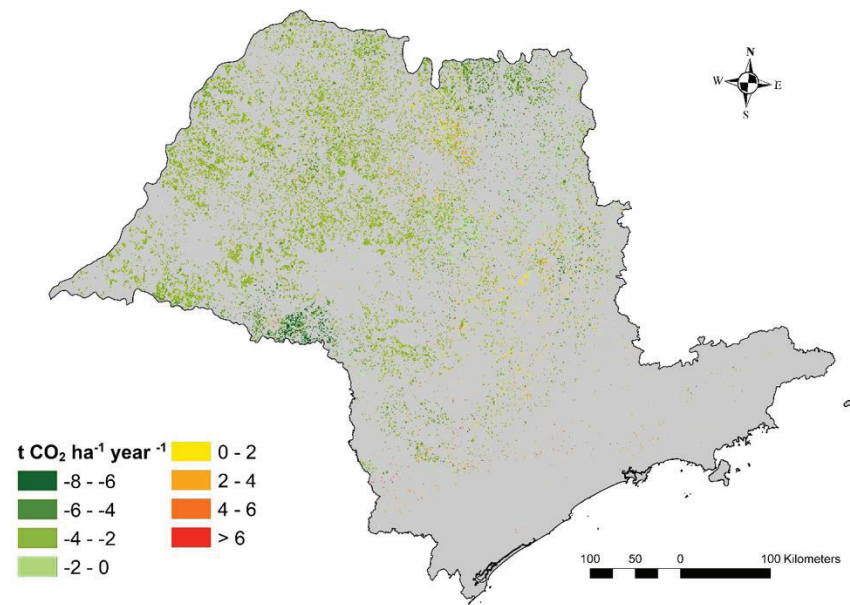 N
W E
S
t CO₂ ha⁻¹ year ⁻¹
-8 - -6
-6 - -4
-4 - -2
-2 - 0
0 - 2
2 - 4
4 - 6
> 6
100 50 0 100 Kilometers